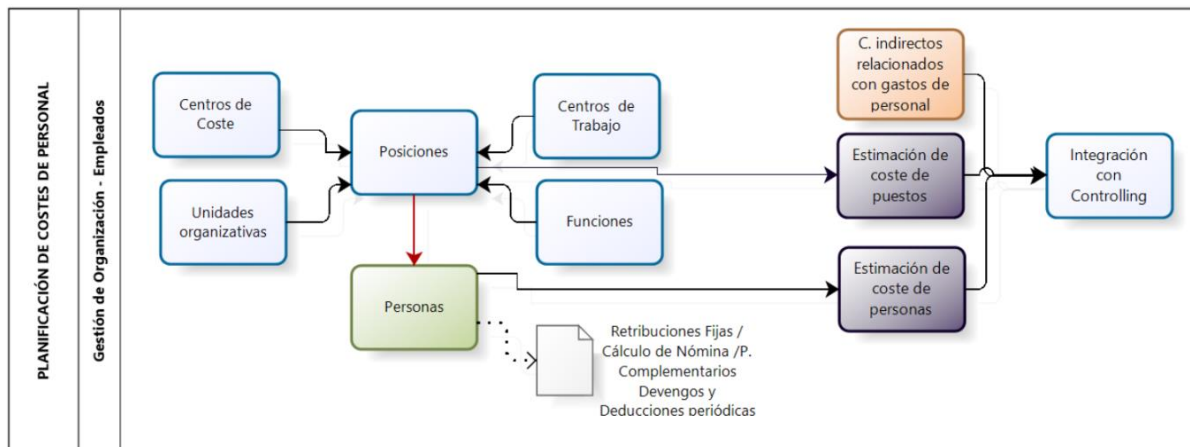 PLANIFICACIÓN DE COSTES DE PERSONAL
Gestión de Organización - Empleados
Centros de
Coste
Unidades
organizativas
Posiciones
Centros de
Trabajo
Funciones
Personas
Retribuciones Fijas /
Cálculo de Nómina /P.
Complementarios
Devengos y
Deducciones periódicas
C. indirectos
relacionados
con gastos de
personal
Estimación de
coste de
puestos
Estimación de
coste de
personas
Integración
con
Controlling